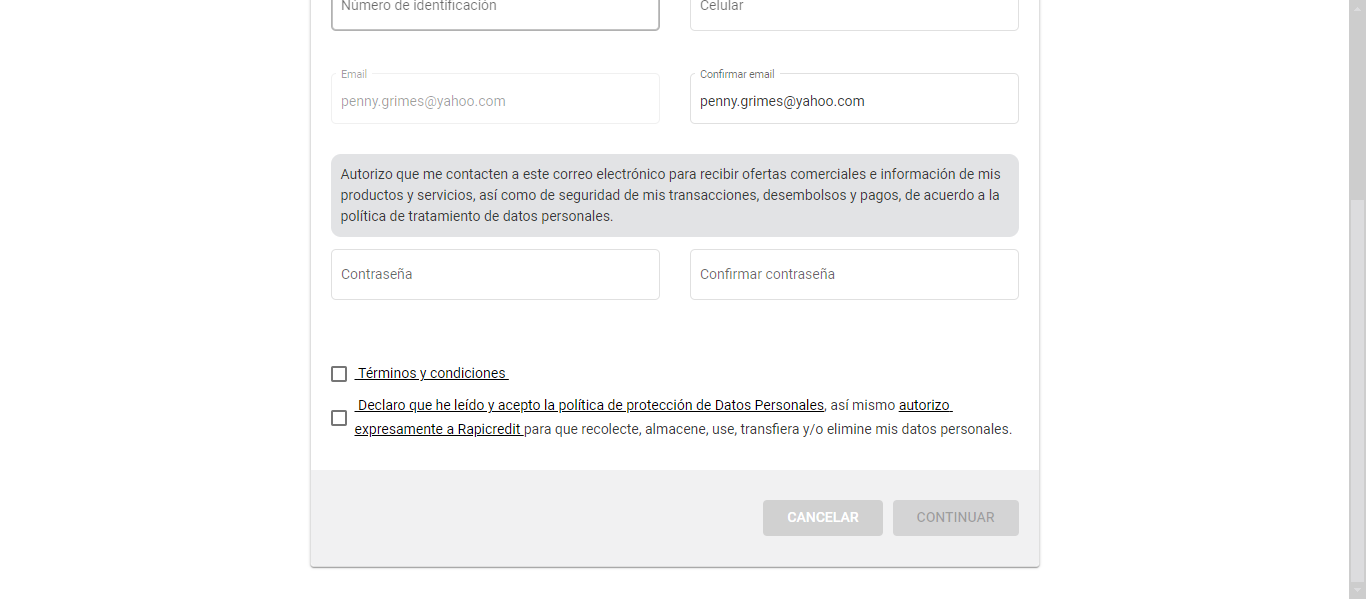 Número de identificación
Celular
Email
Confirmar email
penny.grimes@yahoo.com
penny.grimes@yahoo.com
Autorizo que me contacten a este correo electrónico para recibir ofertas comerciales e información de mis
productos y servicios, así como de seguridad de mis transacciones, desembolsos y pagos, de acuerdo a la
política de tratamiento de datos personales.
Contraseña
Confirmar contraseña
Términos y condiciones
Declaro que he leído y acepto la política de protección de Datos Personales, así mismo autorizo
expresamente a Rapicredit para que recolecte, almacene, use, transfiera y/o elimine mis datos personales.
CANCELAR
CONTINUAR